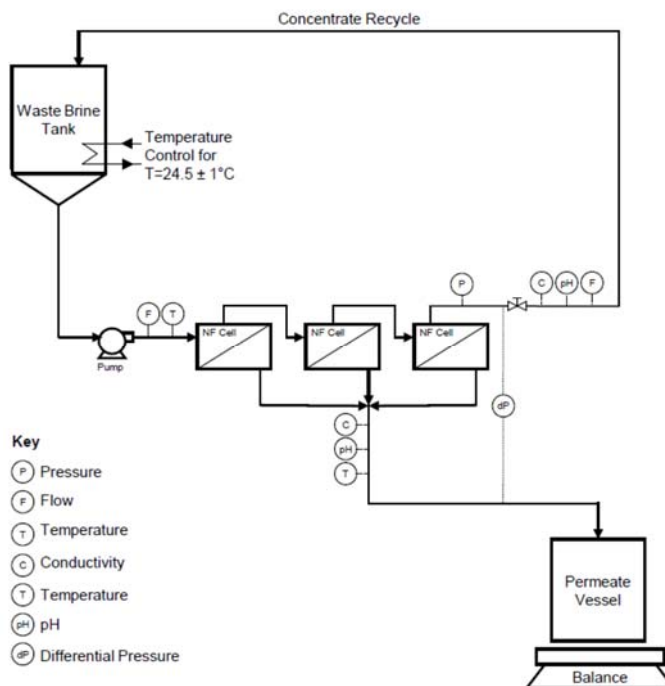 Concentrate Recycle
Waste Brine
Tank
Temperature
Control for
T=24.5 ± 1°C
P
C
pH
F
F
T
NF Cell
NF Cell
NF Cell
Pump
dP
C
pH
T
Key
P Pressure
F Flow
T Temperature
C Conductivity
T Temperature
pH pH
dP Differential Pressure
Permeate
Vessel
Balance